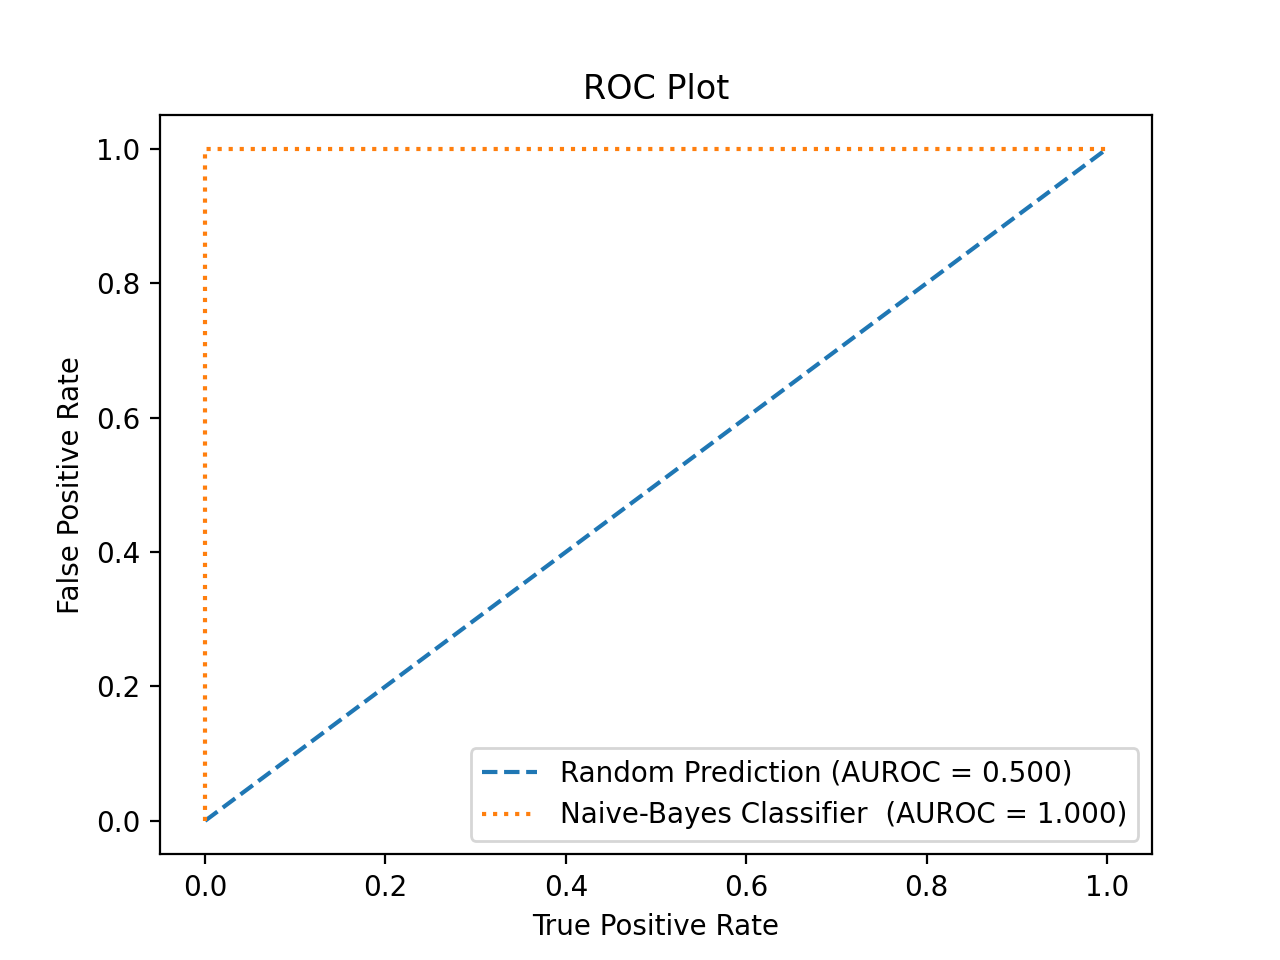 ROC Plot
1.0
0.8
0.6
0.4
0.2
0.0
False Positive Rate
Random Prediction (AUROC = 0.500)
Naive-Bayes Classifier  (AUROC = 1.000)
0.0 0.2 0.4 0.6 0.8 1.0
True Positive Rate